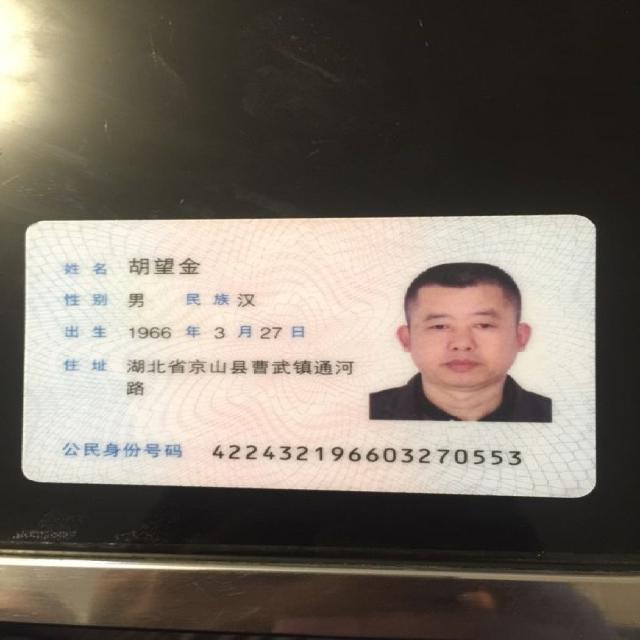 姓名 胡望金
性别 男 民族 汉
出生 1966 年 3 月 27 日
住址 湖北省京山县曹武镇通河
路
公民身份号码 422432196603270553